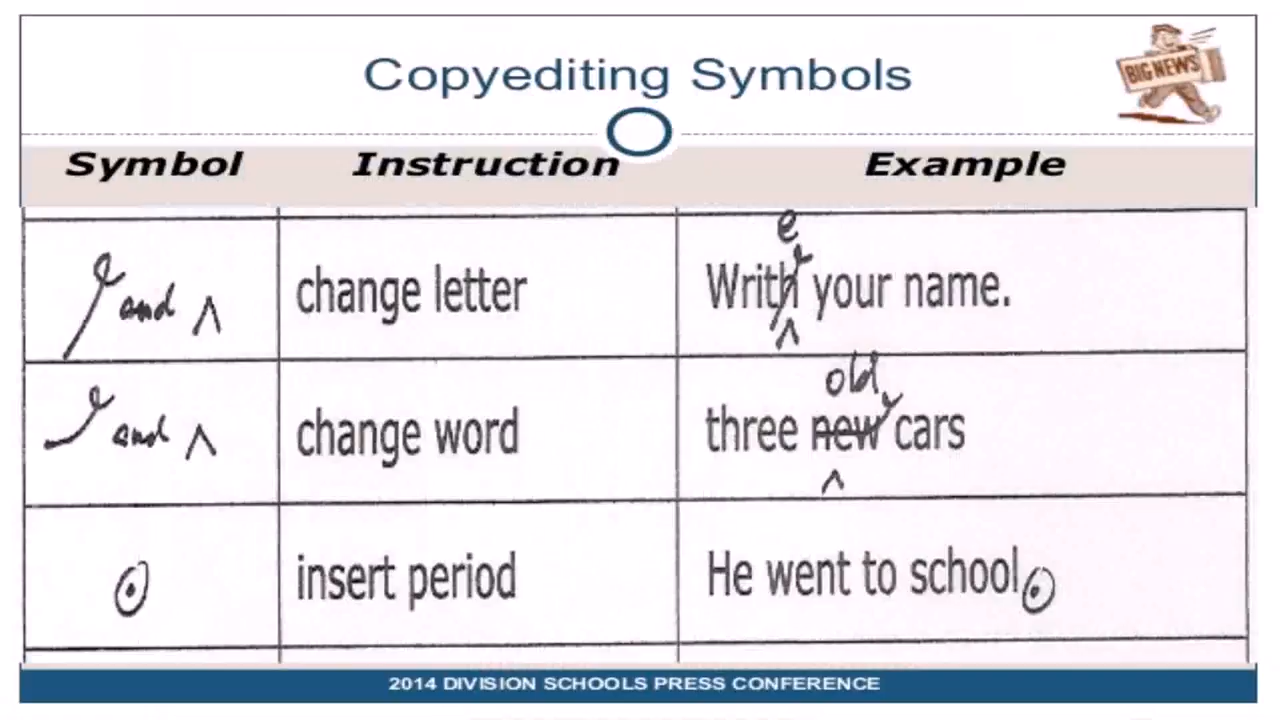 Copyediting Symbols
BIG NEWS
Symbol Instruction Example
e
and ^ change letter Writh your name.
^
old
and ^ change word three new cars
^
insert period He went to school⊙
2014 DIVISION SCHOOLS PRESS CONFERENCE